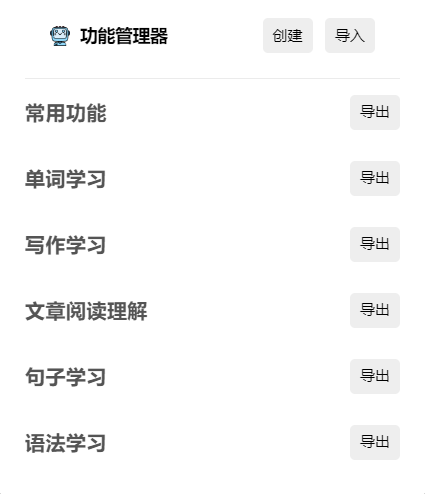 功能管理器 创建 导入
常用功能 导出
单词学习 导出
写作学习 导出
文章阅读理解 导出
句子学习 导出
语法学习 导出